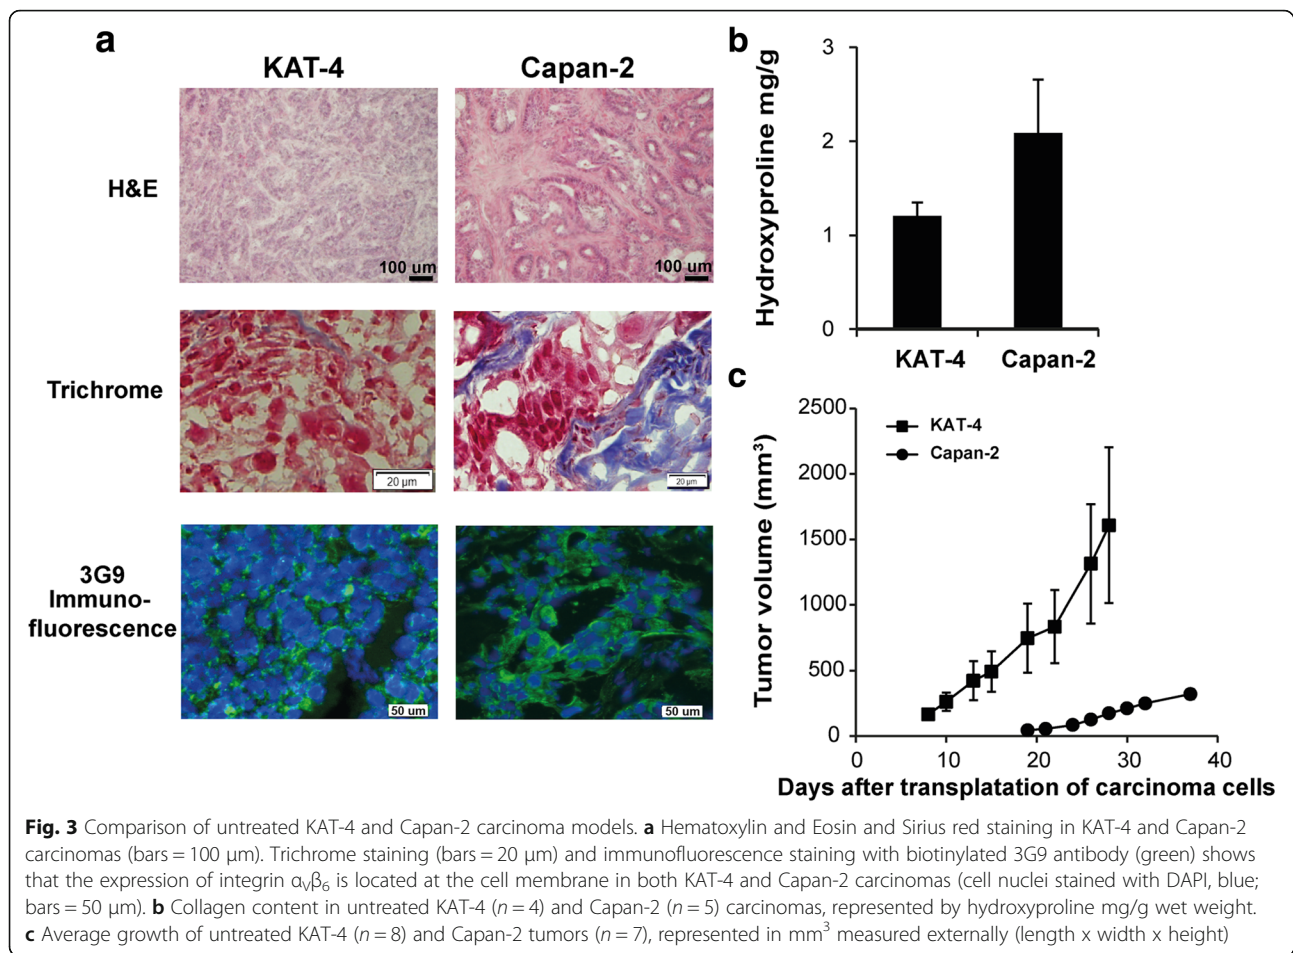 a
KAT-4
Capan-2
H&E
100 um
100 um
Trichrome
20 µm
20 µm
3G9
Immuno-
fluorescence
50 um
50 um
b
Hydroxyproline mg/g
3
2
1
0
KAT-4
Capan-2
c
Tumor volume (mm³)
2500
2000
1500
1000
500
0
KAT-4
Capan-2
0
10
20
30
40
Days after transplatation of carcinoma cells
Fig. 3 Comparison of untreated KAT-4 and Capan-2 carcinoma models. a Hematoxylin and Eosin and Sirius red staining in KAT-4 and Capan-2
carcinomas (bars = 100 μm). Trichrome staining (bars = 20 μm) and immunofluorescence staining with biotinylated 3G9 antibody (green) shows
that the expression of integrin αVβ6 is located at the cell membrane in both KAT-4 and Capan-2 carcinomas (cell nuclei stained with DAPI, blue;
bars = 50 μm). b Collagen content in untreated KAT-4 (n = 4) and Capan-2 (n = 5) carcinomas, represented by hydroxyproline mg/g wet weight.
c Average growth of untreated KAT-4 (n = 8) and Capan-2 tumors (n = 7), represented in mm³ measured externally (length x width x height)